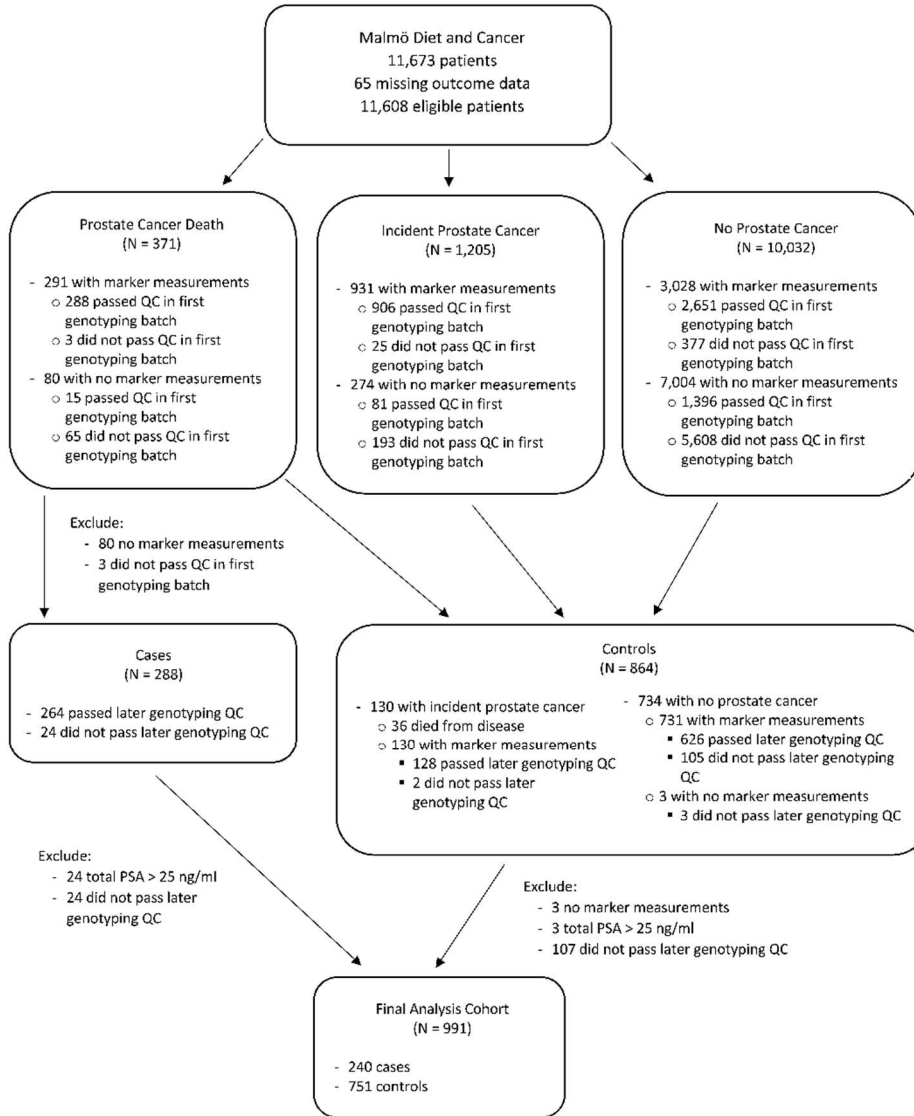 Malmö Diet and Cancer
11,673 patients
65 missing outcome data
11,608 eligible patients
Prostate Cancer Death
(N = 371)
- 291 with marker measurements
o 288 passed QC in first
genotyping batch
o 3 did not pass QC in first
genotyping batch
- 80 with no marker measurements
o 15 passed QC in first
genotyping batch
o 65 did not pass QC in first
genotyping batch
Incident Prostate Cancer
(N = 1,205)
- 931 with marker measurements
o 906 passed QC in first
genotyping batch
o 25 did not pass QC in first
genotyping batch
- 274 with no marker measurements
o 81 passed QC in first
genotyping batch
o 193 did not pass QC in first
genotyping batch
No Prostate Cancer
(N = 10,032)
- 3,028 with marker measurements
o 2,651 passed QC in first
genotyping batch
o 377 did not pass QC in first
genotyping batch
- 7,004 with no marker measurements
o 1,396 passed QC in first
genotyping batch
o 5,608 did not pass QC in first
genotyping batch
Exclude:
- 80 no marker measurements
- 3 did not pass QC in first
genotyping batch
Cases
(N = 288)
- 264 passed later genotyping QC
- 24 did not pass later genotyping QC
Controls
(N = 864)
- 130 with incident prostate cancer
o 36 died from disease
o 130 with marker measurements
▪ 128 passed later genotyping QC
▪ 2 did not pass later
genotyping QC
- 734 with no prostate cancer
o 731 with marker measurements
▪ 626 passed later genotyping QC
▪ 105 did not pass later genotyping
QC
o 3 with no marker measurements
▪ 3 did not pass later genotyping QC
Exclude:
- 24 total PSA > 25 ng/ml
- 24 did not pass later
genotyping QC
Exclude:
- 3 no marker measurements
- 3 total PSA > 25 ng/ml
- 107 did not pass later genotyping QC
Final Analysis Cohort
(N = 991)
- 240 cases
- 751 controls